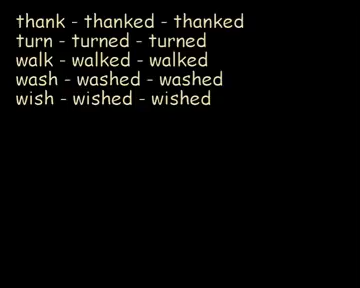 thank - thanked - thanked
turn - turned - turned
walk - walked - walked
wash - washed - washed
wish - wished - wished